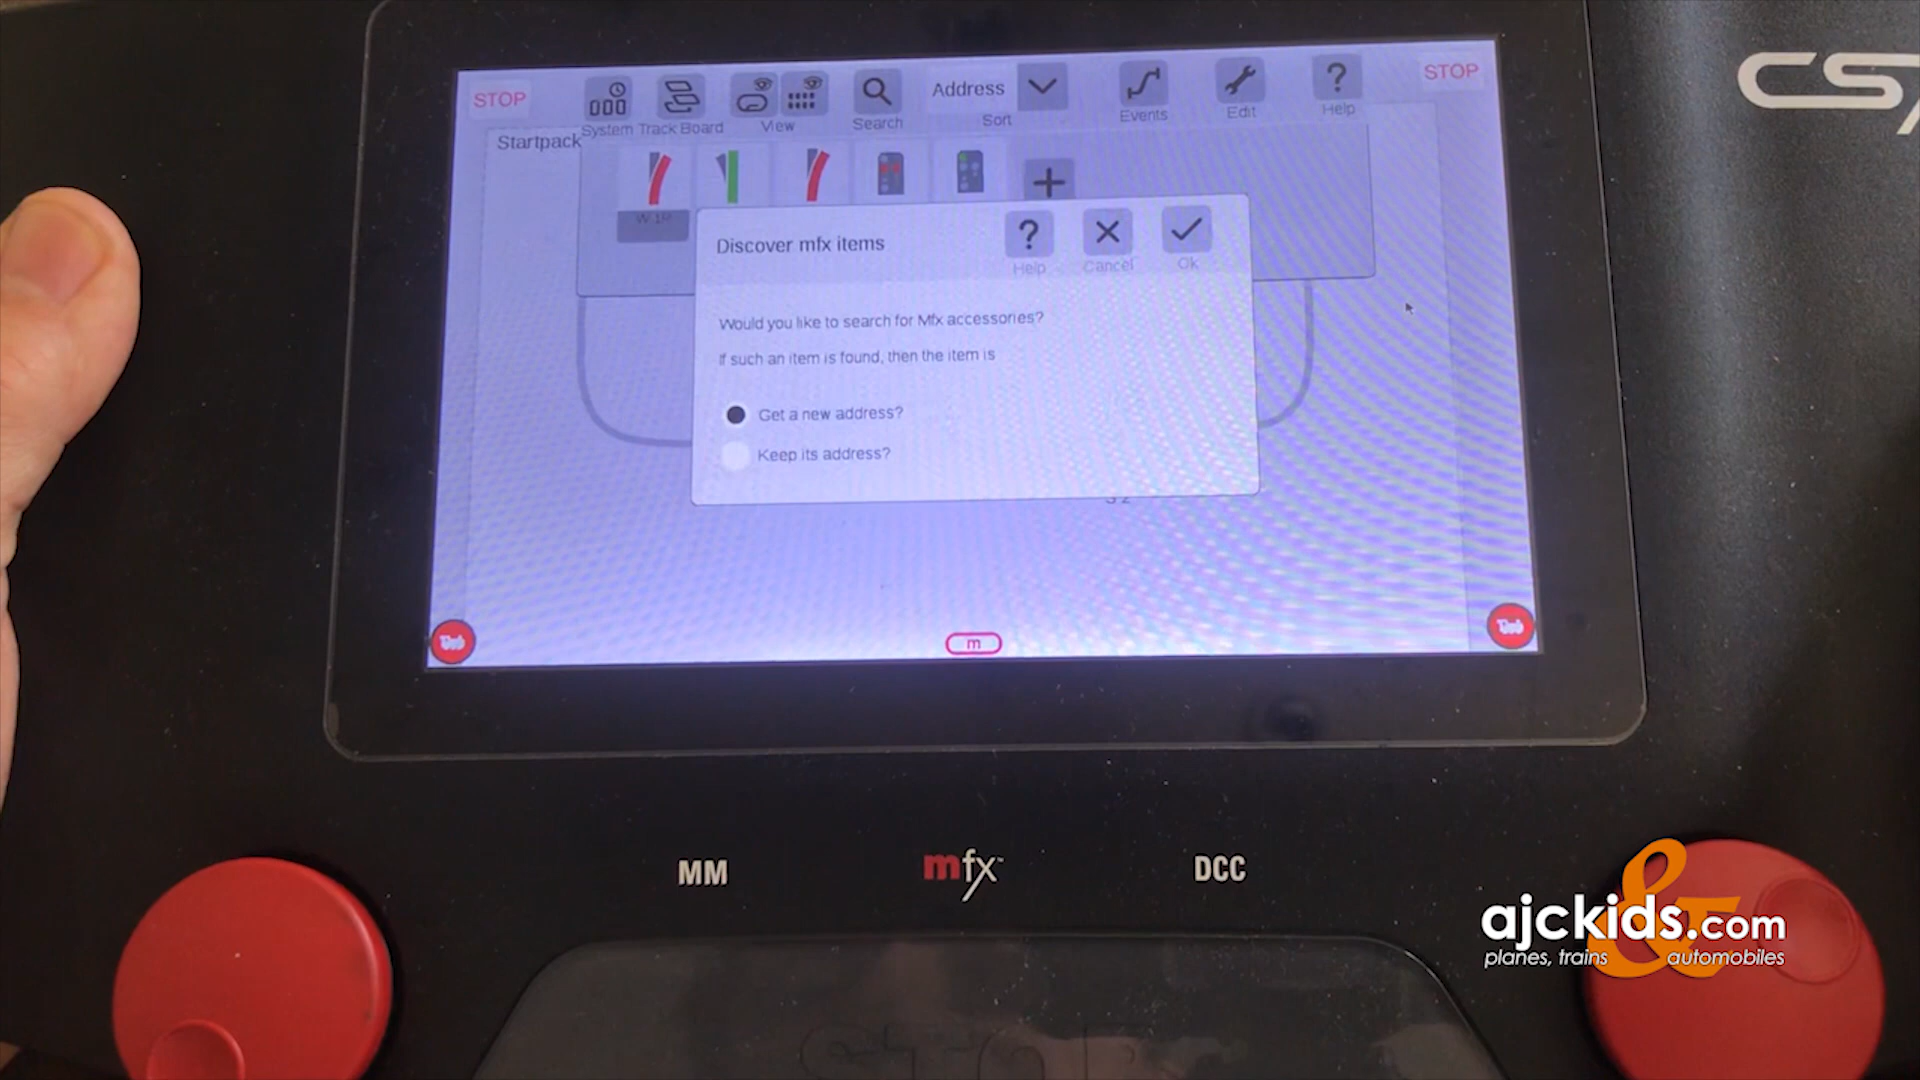 STOP
Address
STOP
System Track Board
View
Search
Sort
Events
Edit
Help
Startpack
Discover mfx items
Help
Cancel
Ok
Would you like to search for Mfx accessories?
If such an item is found, then the item is
Get a new address?
Keep its address?
m
MM
mfx
DCC
&
ajckids.com
planes, trains automobiles